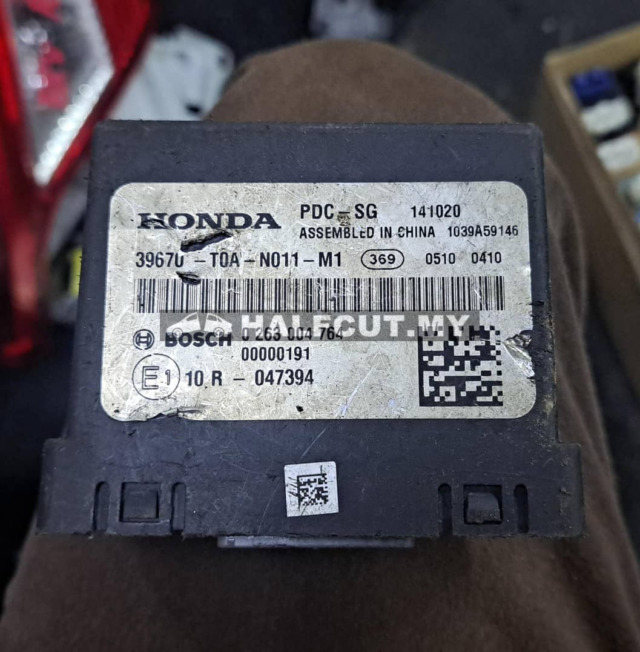 HONDA PDC-SG 141020
ASSEMBLED IN CHINA 1039A59146
39670-T0A-N011-M1 369 0510 0410
HALFCUT.MY
BOSCH 0 263 004 764
00000191
E1 10 R - 047394